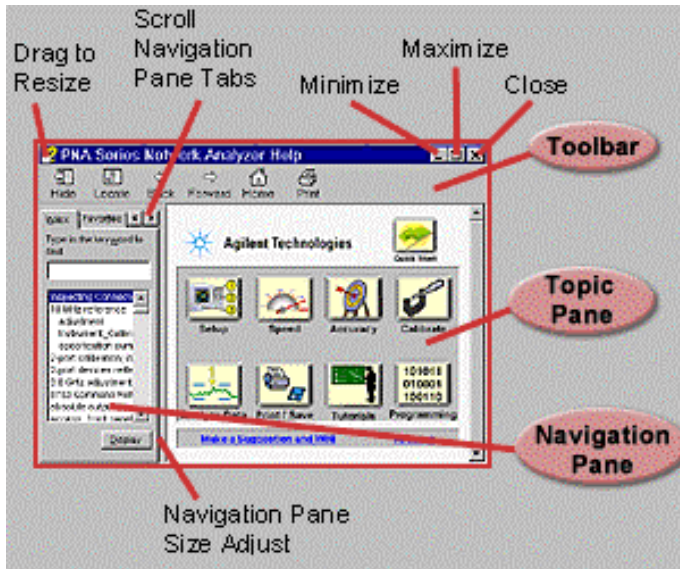 Scroll
Navigation
Pane Tabs
Drag to
Resize
Maximize
Minimize
Close
Toolbar
PNA Series Network Analyzer Help
Hide Locate Back Forward Home Print
Index Favorites
Type in the keyword to
find
Agilent Technologies
Quick Start
Setup Speed Accuracy Calibrate
Print / Save Tutorials Programming
101010
010001
100110
Topic
Pane
adjustment
absolute output
Display
Make a Suggestion and Win!
Navigation
Pane
Navigation Pane
Size Adjust